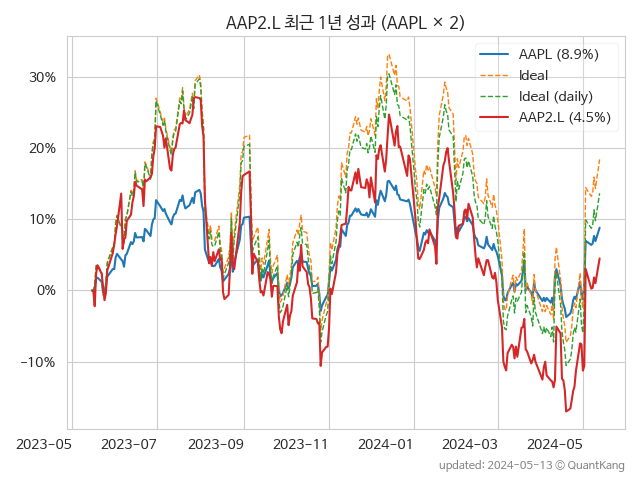 AAP2.L 최근 1년 성과 (AAPL × 2)
AAPL (8.9%)
Ideal
Ideal (daily)
AAP2.L (4.5%)
30%
20%
10%
0%
−10%
2023-05 2023-07 2023-09 2023-11 2024-01 2024-03 2024-05
updated: 2024-05-13 © QuantKang